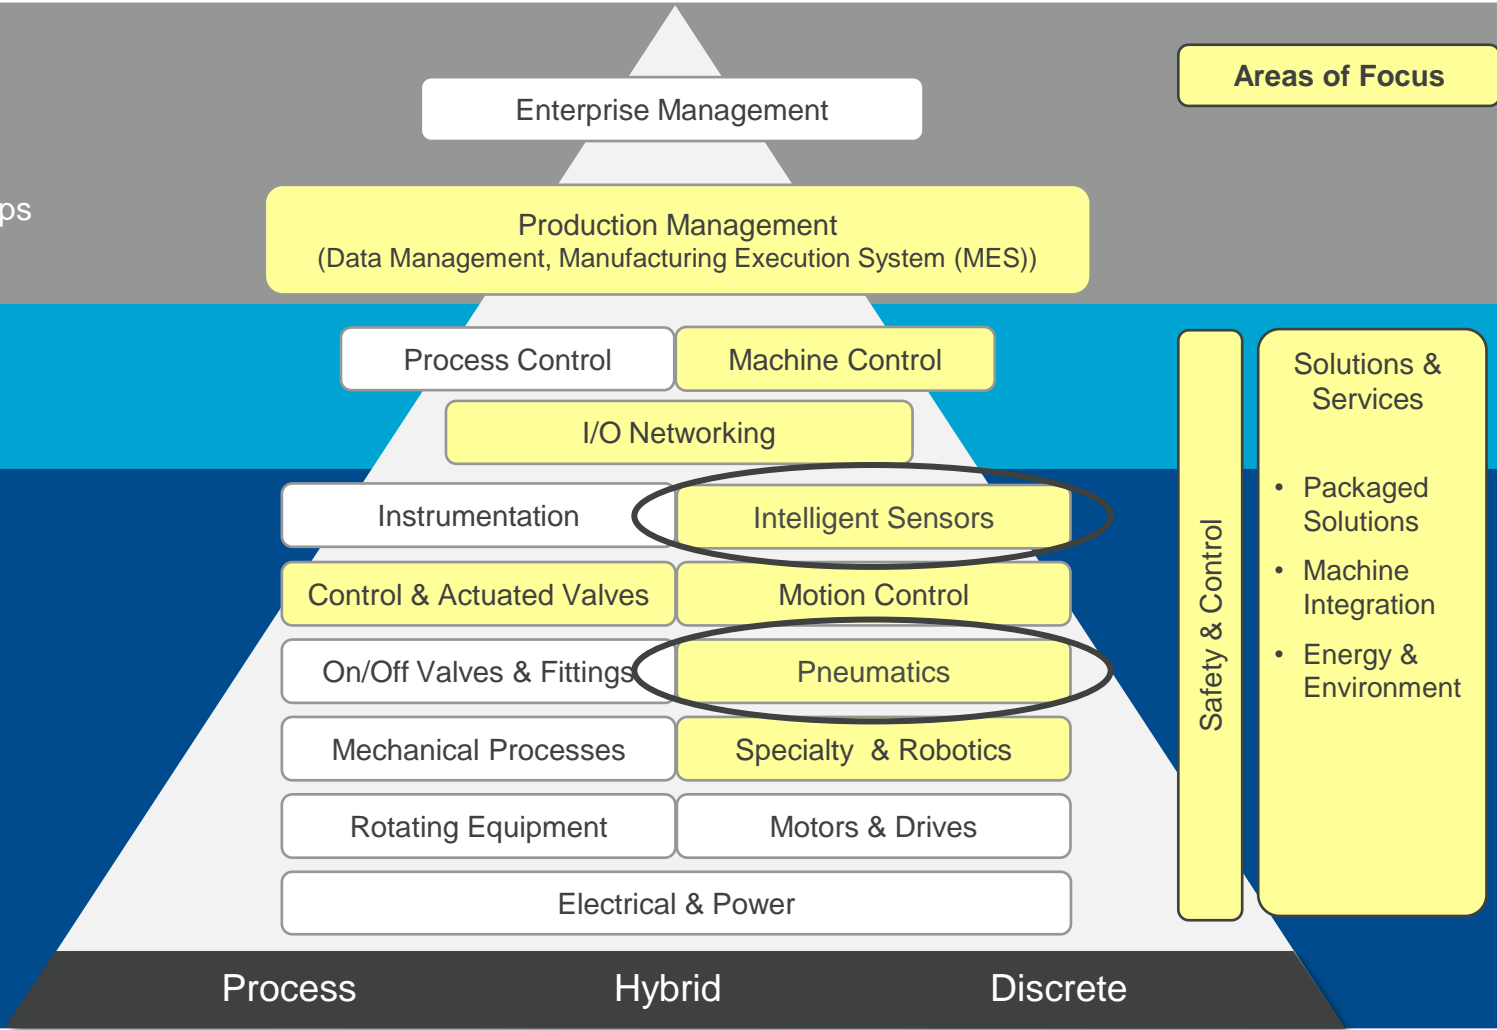 Areas of Focus
Enterprise Management
ps
Production Management
(Data Management, Manufacturing Execution System (MES))
Process Control
Machine Control
I/O Networking
Instrumentation
Intelligent Sensors
Control & Actuated Valves
Motion Control
On/Off Valves & Fittings
Pneumatics
Mechanical Processes
Specialty & Robotics
Rotating Equipment
Motors & Drives
Electrical & Power
Process
Hybrid
Discrete
Safety & Control
Solutions &
Services
• Packaged
Solutions
• Machine
Integration
• Energy &
Environment